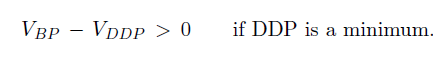 V_{BP} − V_{DDP} > 0 if DDP is a minimum.